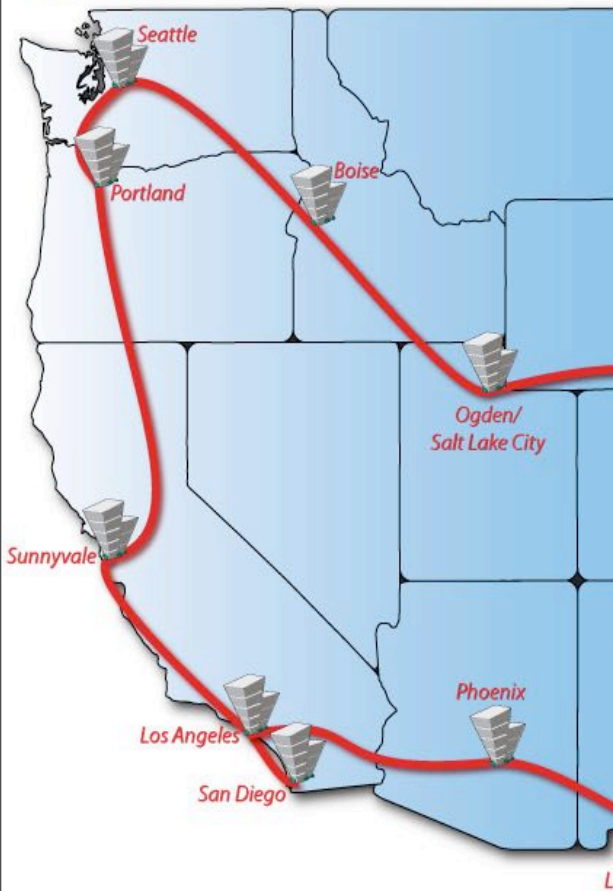 Seattle
Boise
Portland
Ogden/
Salt Lake City
Sunnyvale
Phoenix
Los Angeles
San Diego
L